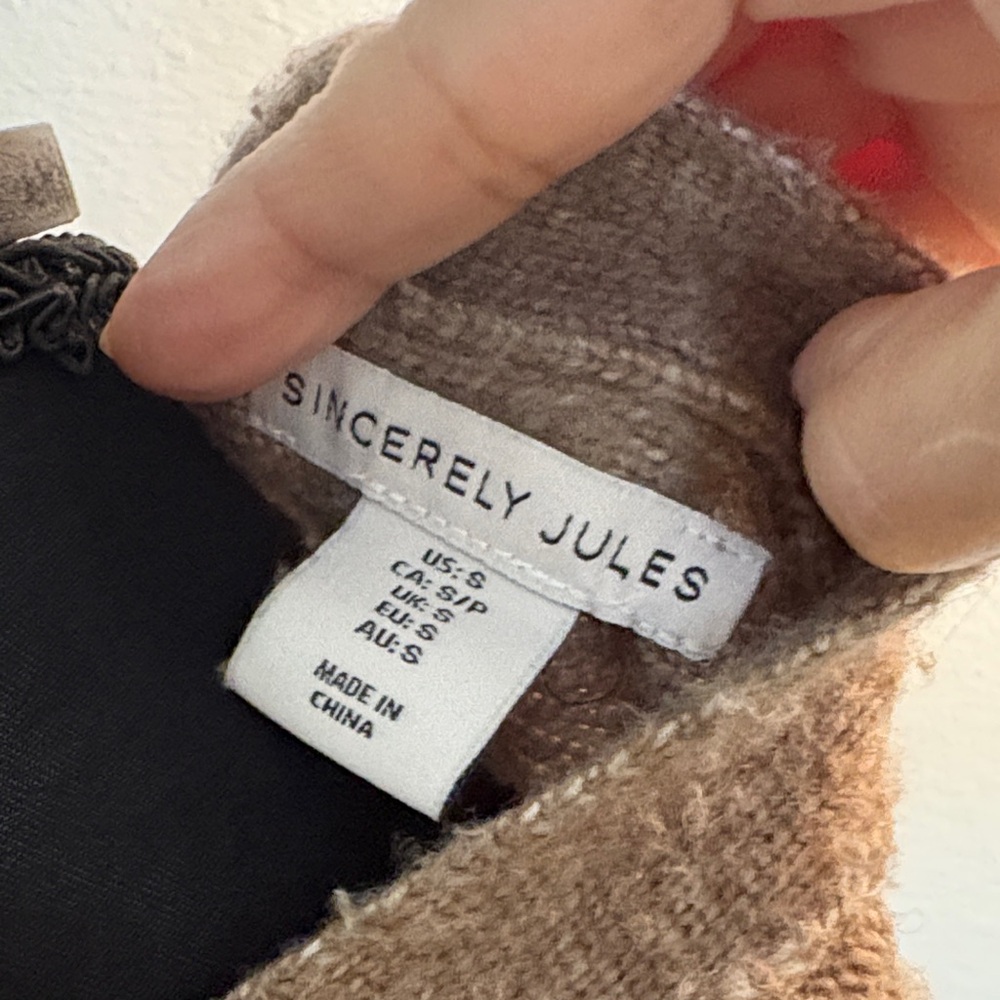 SINCERELY JULES
US: S
CA: S/P
UK: S
EU: S
AU: S
MADE IN
CHINA